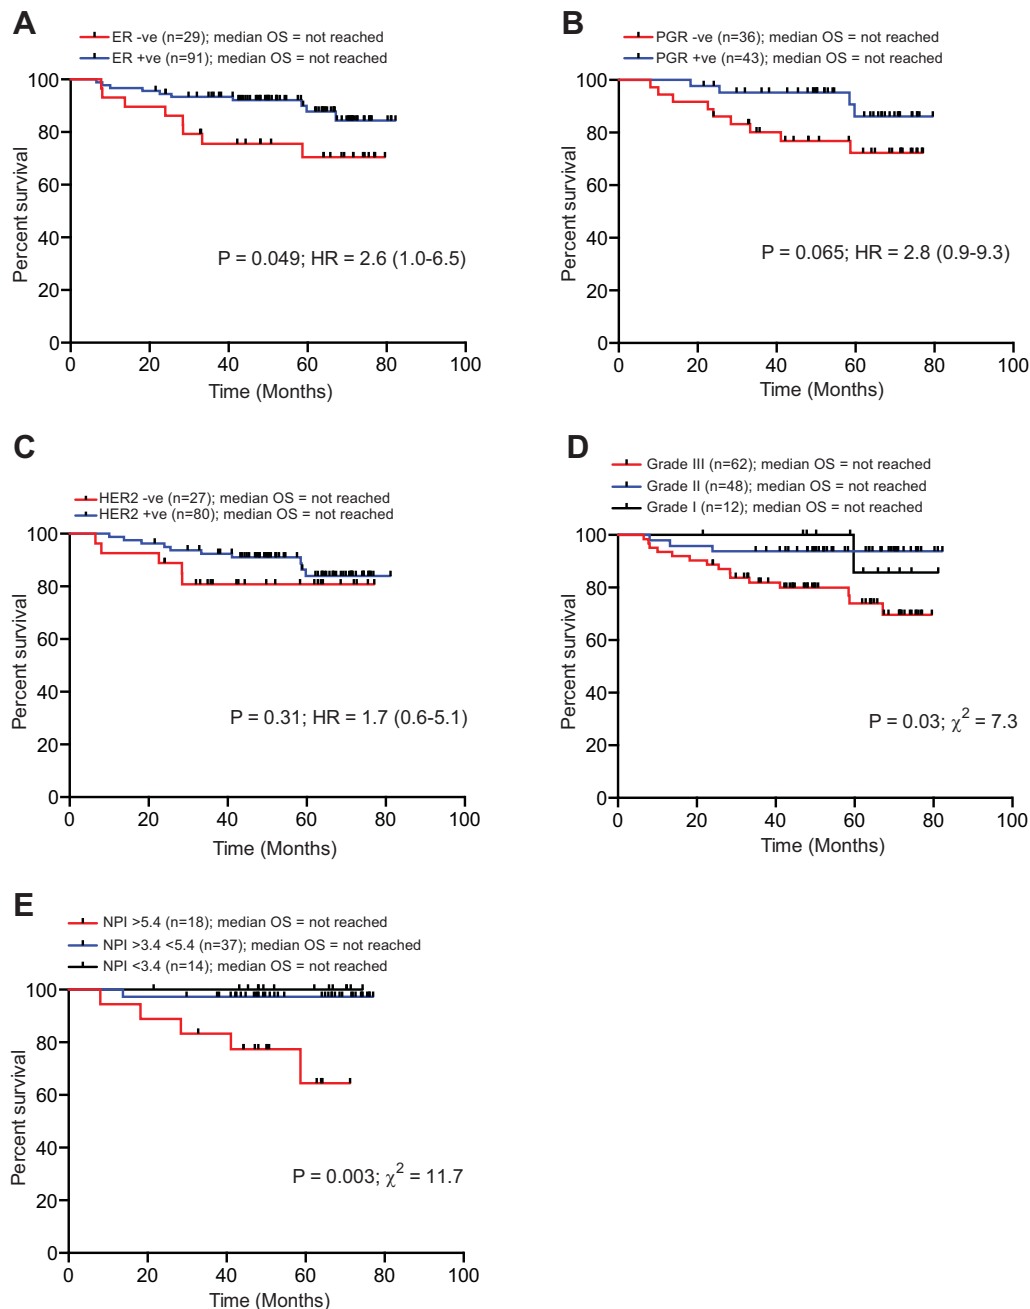 A
ER -ve (n=29); median OS = not reached
ER +ve (n=91); median OS = not reached
100
80
60
40
20
0
Percent survival
P = 0.049; HR = 2.6 (1.0-6.5)
0 20 40 60 80 100
Time (Months)
B
PGR -ve (n=36); median OS = not reached
PGR +ve (n=43); median OS = not reached
100
80
60
40
20
0
Percent survival
P = 0.065; HR = 2.8 (0.9-9.3)
0 20 40 60 80 100
Time (Months)
C
HER2 -ve (n=27); median OS = not reached
HER2 +ve (n=80); median OS = not reached
100
80
60
40
20
0
Percent survival
P = 0.31; HR = 1.7 (0.6-5.1)
0 20 40 60 80 100
Time (Months)
D
Grade III (n=62); median OS = not reached
Grade II (n=48); median OS = not reached
Grade I (n=12); median OS = not reached
100
80
60
40
20
0
Percent survival
P = 0.03; χ² = 7.3
0 20 40 60 80 100
Time (Months)
E
NPI >5.4 (n=18); median OS = not reached
NPI >3.4 <5.4 (n=37); median OS = not reached
NPI <3.4 (n=14); median OS = not reached
100
80
60
40
20
0
Percent survival
P = 0.003; χ² = 11.7
0 20 40 60 80 100
Time (Months)